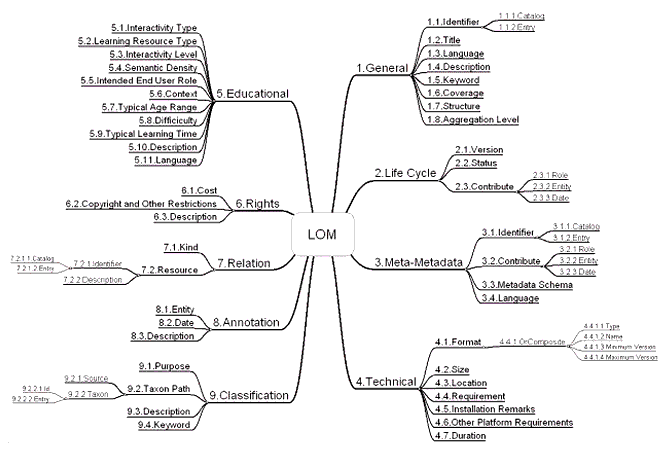 LOM
1.General
1.1.Identifier
1.1.1.Catalog
1.1.2.Entry
1.2.Title
1.3.Language
1.4.Description
1.5.Keyword
1.6.Coverage
1.7.Structure
1.8.Aggregation Level
2.Life Cycle
2.1.Version
2.2.Status
2.3.Contribute
2.3.1 Role
2.3.2 Entity
2.3.3 Date
3.Meta-Metadata
3.1.Identifier
3.1.1 Catalog
3.1.2 Entry
3.2.Contribute
3.2.1 Role
3.2.2 Entity
3.2.3 Date
3.3.Metadata Schema
3.4.Language
4.Technical
4.1.Format
4.4.1 OrComposite
4.4.1.1 Type
4.4.1.2 Name
4.4.1.3 Minimum Version
4.4.1.4 Maximum Version
4.2.Size
4.3.Location
4.4.Requirement
4.5.Installation Remarks
4.6.Other Platform Requirements
4.7.Duration
5.Educational
5.1.Interactivity Type
5.2.Learning Resource Type
5.3.Interactivity Level
5.4.Semantic Density
5.5.Intended End User Role
5.6.Context
5.7.Typical Age Range
5.8.Difficiculty
5.9.Typical Learning Time
5.10.Description
5.11.Language
6.Rights
6.1.Cost
6.2.Copyright and Other Restrictions
6.3.Description
7.Relation
7.1.Kind
7.2.Resource
7.2.1 Identifier
7.2.1.1.Catalog
7.2.1.2.Entry
7.2.2 Description
8.Annotation
8.1.Entity
8.2.Date
8.3.Description
9.Classification
9.1.Purpose
9.2.Taxon Path
9.2.1.Source
9.2.2 Taxon
9.2.2.1 Id
9.2.2.2 Entry
9.3.Description
9.4.Keyword